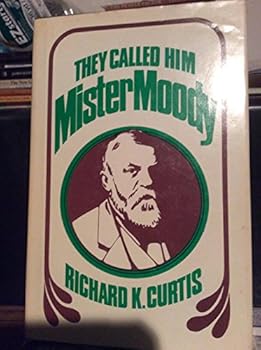 THEY CALLED HIM
Mister Moody
RICHARD K. CURTIS